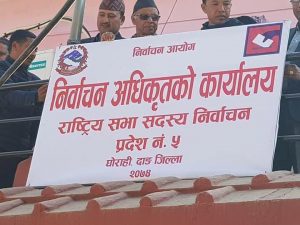 निर्वाचन आयोग
निर्वाचन अधिकृतको कार्यालय
राष्ट्रिय सभा सदस्य निर्वाचन
प्रदेश नं. ५
घोराही, दाङ जिल्ला
२०७४